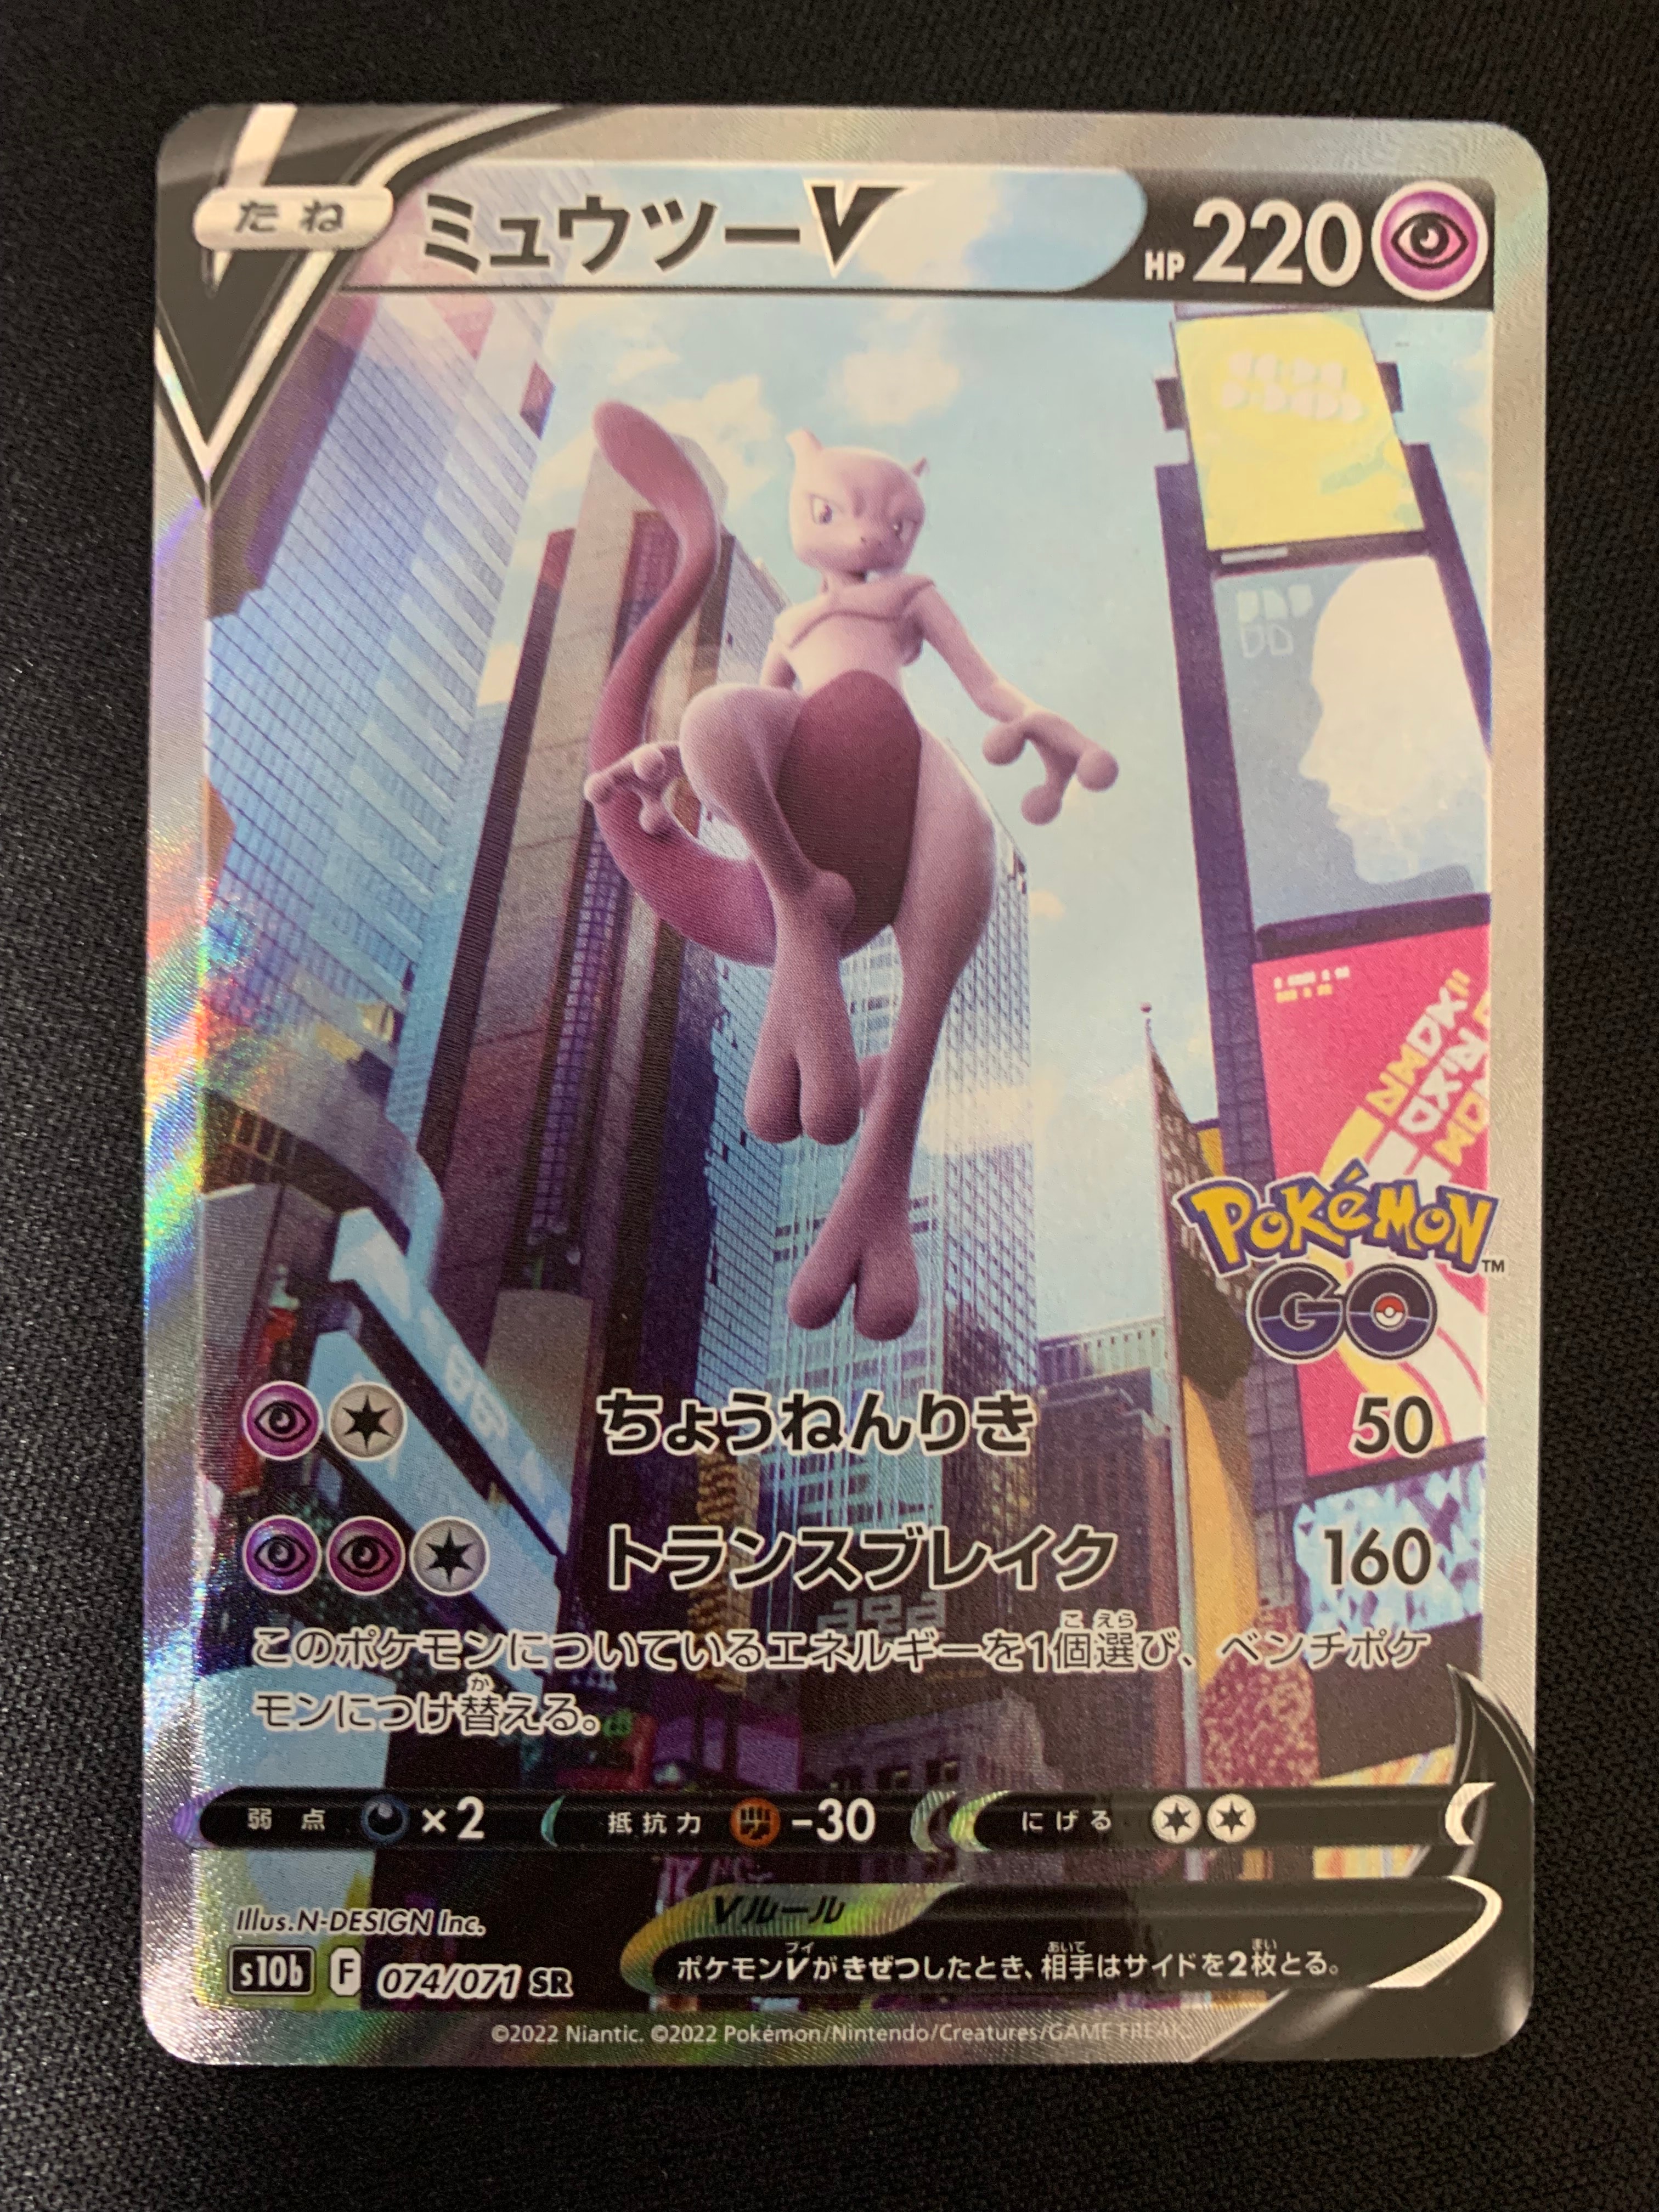 たね ミュウツーV HP 220
POKéMON™
GO
ちょうねんりき 50
トランスブレイク 160
このポケモンについているエネルギーを1個選び、ベンチポケ
モンにつけ替える。
弱点 ×2 抵抗力 -30 にげる
Illus.N-DESIGN Inc.
Vルール
s10b F 074/071 SR
ポケモンVがきぜつしたとき、相手はサイドを2枚とる。
©2022 Niantic. ©2022 Pokémon/Nintendo/Creatures/GAME FREAK.